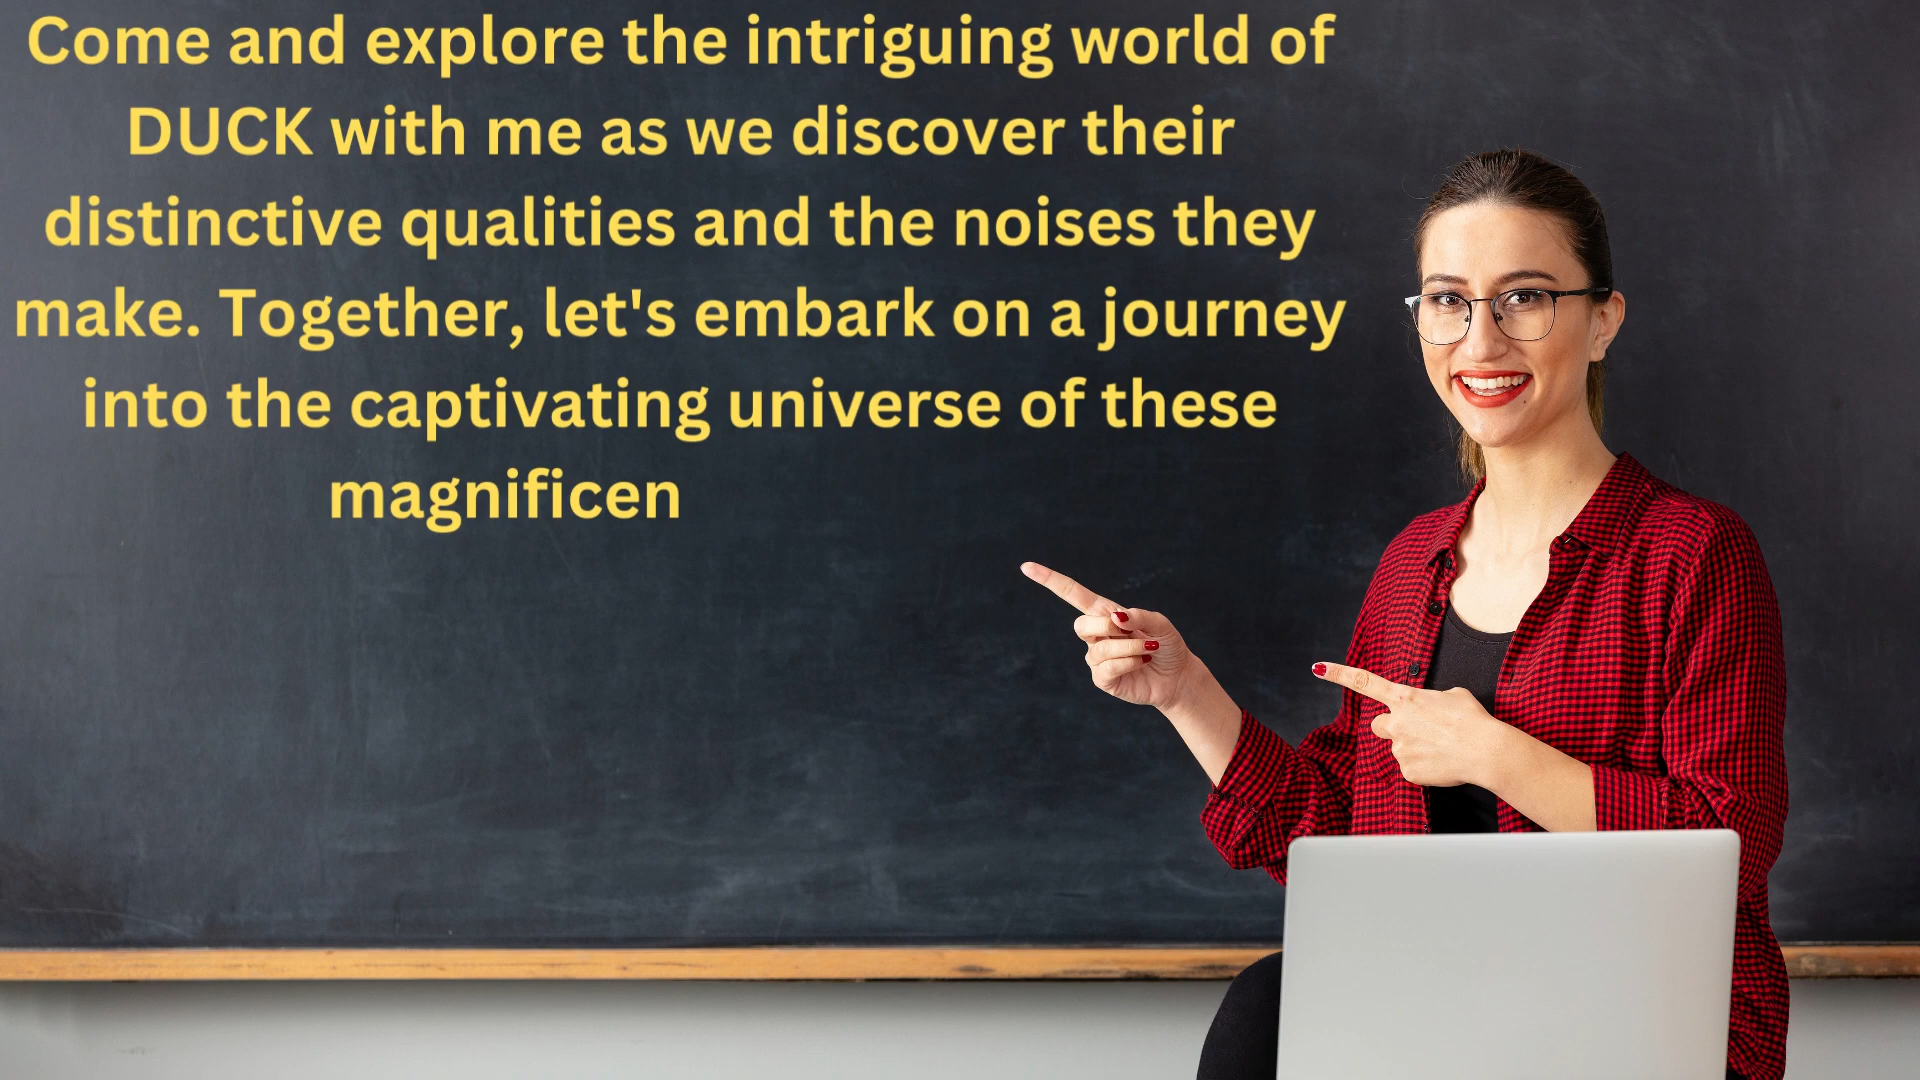 Come and explore the intriguing world of
DUCK with me as we discover their
distinctive qualities and the noises they
make. Together, let's embark on a journey
into the captivating universe of these
magnificen